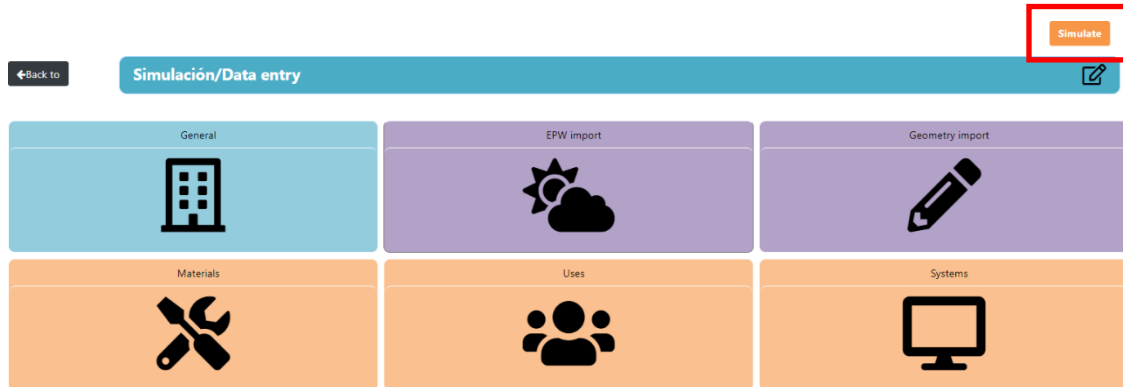 Simulate
Back to
Simulación/Data entry
General
EPW import
Geometry import
Materials
Uses
Systems